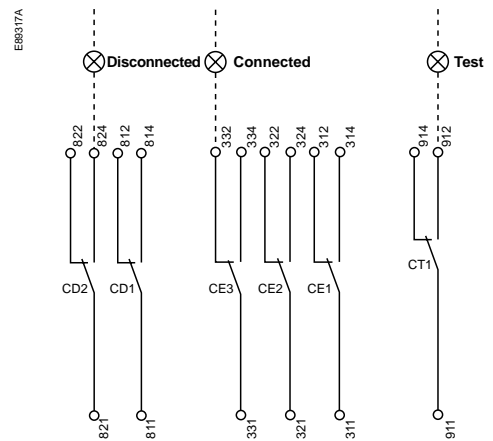 E89317A
Disconnected Connected Test
822 824 812 814 332 334 322 324 312 314 914 912
CD2 CD1 CE3 CE2 CE1 CT1
821 811 331 321 311 911